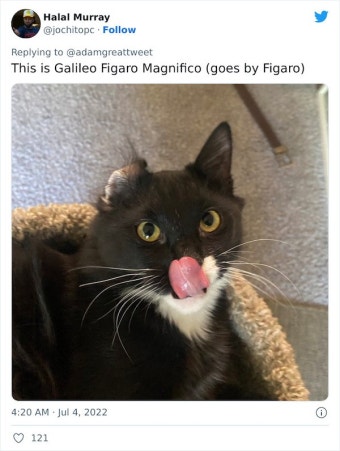 Halal Murray
@jochitopc · Follow
Replying to @adamgreattweet
This is Galileo Figaro Magnifico (goes by Figaro)
4:20 AM · Jul 4, 2022
121